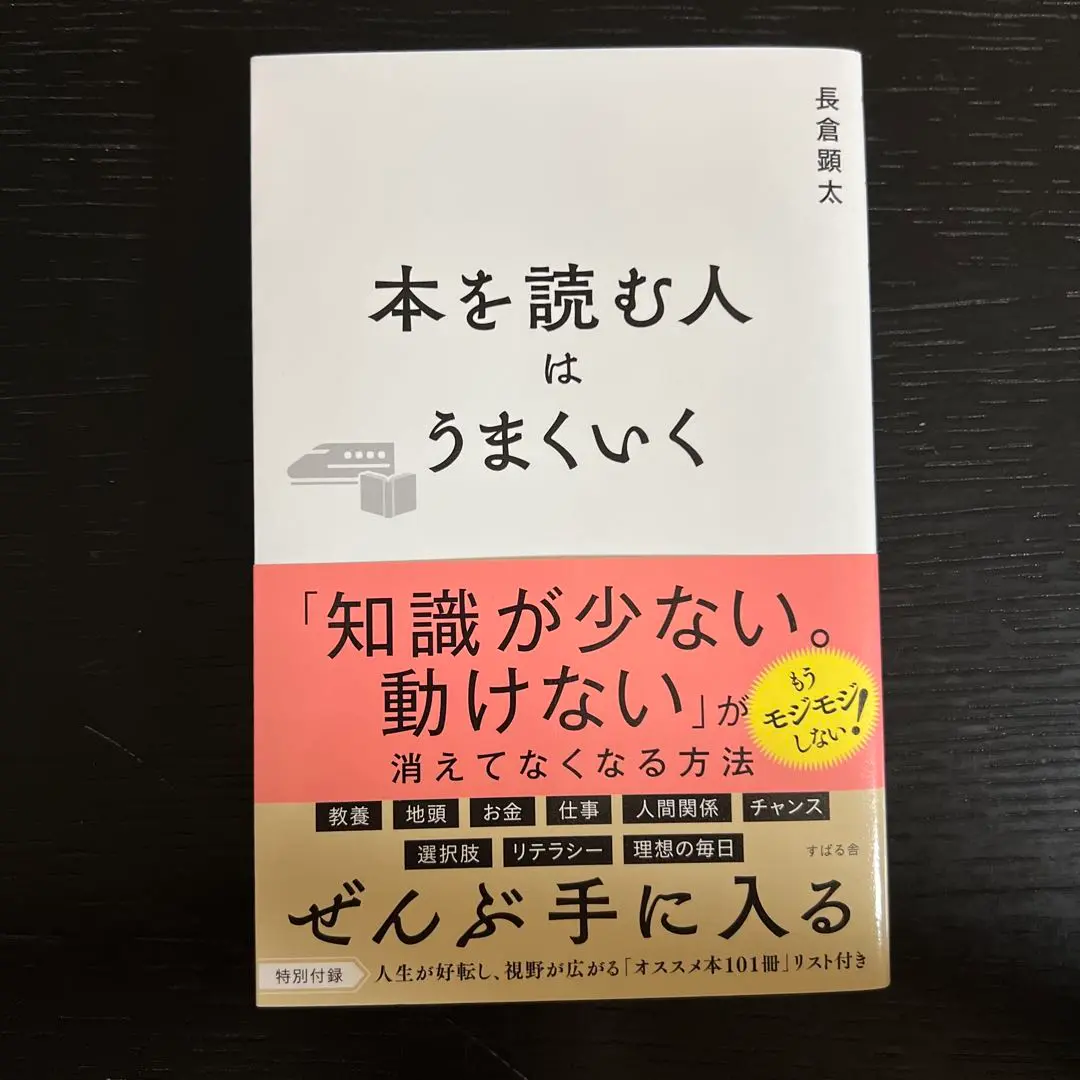 長倉顕太
本を読む人
は
うまくいく
「知識が少ない。
動けない」が
消えてなくなる方法
もう
モジモジ
しない!
教養 地頭 お金 仕事 人間関係 チャンス
選択肢 リテラシー 理想の毎日
すばる舎
ぜんぶ手に入る
特別付録 人生が好転し、視野が広がる「オススメ本101冊」リスト付き